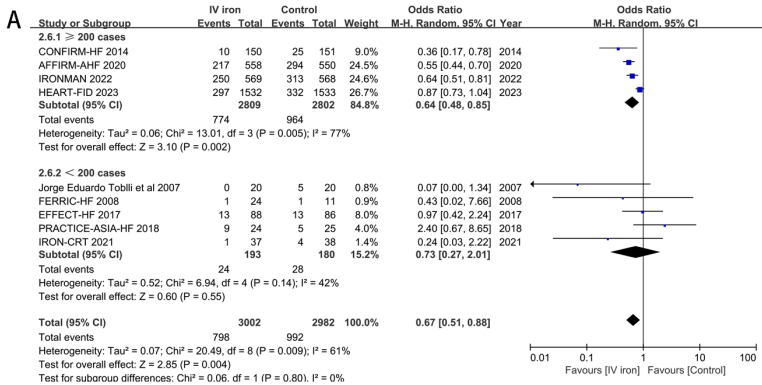 A
IV iron Control Odds Ratio Odds Ratio
Study or Subgroup Events Total Events Total Weight M-H. Random. 95% CI Year M-H. Random. 95% CI
2.6.1 ≥ 200 cases
CONFIRM-HF 2014 10 150 25 151 9.0% 0.36 [0.17, 0.78] 2014
AFFIRM-AHF 2020 217 558 294 550 24.5% 0.55 [0.44, 0.70] 2020
IRONMAN 2022 250 569 313 568 24.6% 0.64 [0.51, 0.81] 2022
HEART-FID 2023 297 1532 332 1533 26.7% 0.87 [0.73, 1.04] 2023
Subtotal (95% CI) 2809 2802 84.8% 0.64 [0.48, 0.85]
Total events 774 964
Heterogeneity: Tau² = 0.06; Chi² = 13.01, df = 3 (P = 0.005); I² = 77%
Test for overall effect: Z = 3.10 (P = 0.002)
2.6.2 < 200 cases
Jorge Eduardo Toblli et al 2007 0 20 5 20 0.8% 0.07 [0.00, 1.34] 2007
FERRIC-HF 2008 1 24 1 11 0.9% 0.43 [0.02, 7.66] 2008
EFFECT-HF 2017 13 88 13 86 8.0% 0.97 [0.42, 2.24] 2017
PRACTICE-ASIA-HF 2018 9 24 5 25 4.0% 2.40 [0.67, 8.65] 2018
IRON-CRT 2021 1 37 4 38 1.5% 0.24 [0.03, 2.22] 2021
Subtotal (95% CI) 193 180 15.2% 0.73 [0.27, 2.01]
Total events 24 28
Heterogeneity: Tau² = 0.52; Chi² = 6.94, df = 4 (P = 0.14); I² = 42%
Test for overall effect: Z = 0.60 (P = 0.55)
Total (95% CI) 3002 2982 100.0% 0.67 [0.51, 0.88]
Total events 798 992
Heterogeneity: Tau² = 0.07; Chi² = 20.49, df = 8 (P = 0.009); I² = 61%
Test for overall effect: Z = 2.85 (P = 0.004)
Test for subgroup differences: Chi² = 0.06, df = 1 (P = 0.80), I² = 0%
0.01 0.1 1 10 100
Favours [IV iron] Favours [Control]